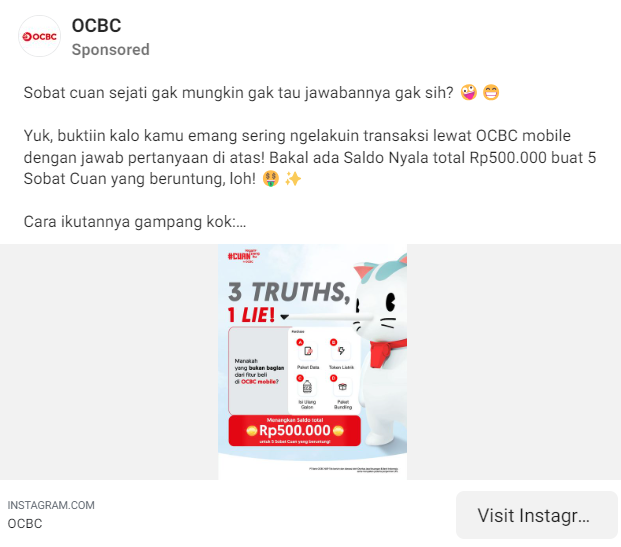 OCBC
OCBC
Sponsored
Sobat cuan sejati gak mungkin gak tau jawabannya gak sih? 🤪 😁
Yuk, buktiin kalo kamu emang sering ngelakuin transaksi lewat OCBC mobile
dengan jawab pertanyaan di atas! Bakal ada Saldo Nyala total Rp500.000 buat 5
Sobat Cuan yang beruntung, loh! 🤑 ✨
Cara ikutannya gampang kok:...
#CUAN
3 TRUTHS,
1 LIE!
Manakah
yang bukan bagian
dari fitur beli
di OCBC mobile?
A
B
Paket Data
Token Listrik
C
D
Isi Ulang
Galon
Paket
Bundling
Menangkan Saldo total
Rp500.000
untuk 5 Sobat Cuan yang beruntung!
INSTAGRAM.COM
OCBC
Visit Instagr...